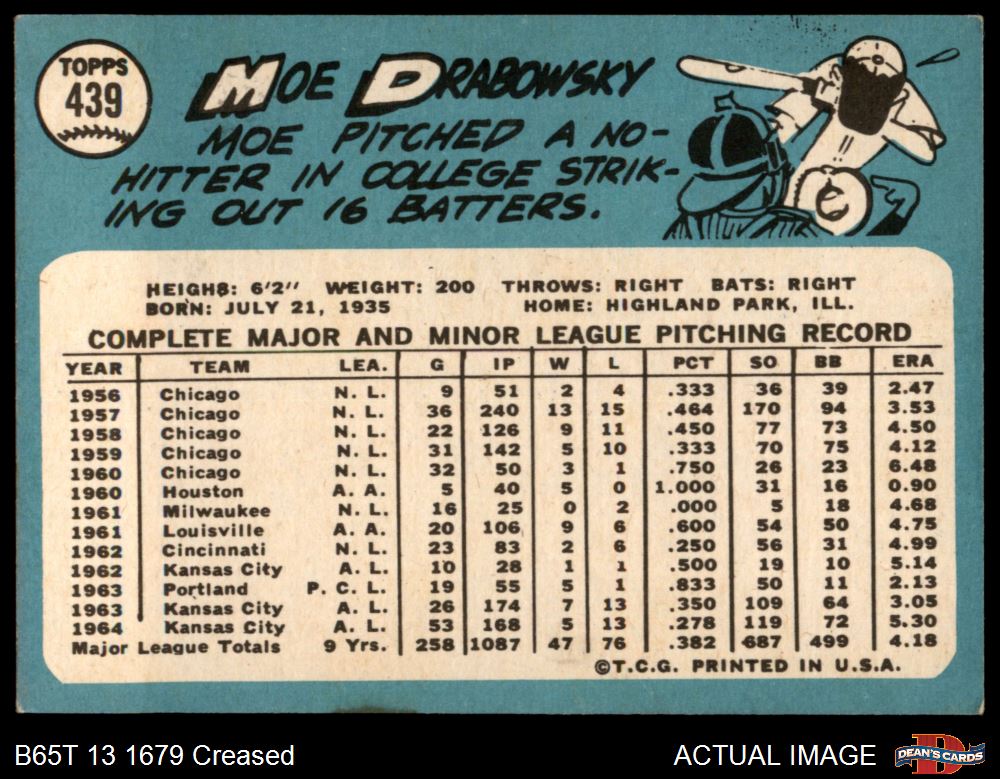 TOPPS
439
MOE DRABOWSKY
MOE PITCHED A NO-
HITTER IN COLLEGE STRIK-
ING OUT 16 BATTERS.
C
HEIGH8: 6'2" WEIGHT: 200 THROWS: RIGHT BATS: RIGHT
BORN: JULY 21, 1935 HOME: HIGHLAND PARK, ILL.
COMPLETE MAJOR AND MINOR LEAGUE PITCHING RECORD
YEAR TEAM LEA. G IP W L PCT SO BB ERA
1956 Chicago N. L. 9 51 2 4 .333 36 39 2.47
1957 Chicago N. L. 36 240 13 15 .464 170 94 3.53
1958 Chicago N. L. 22 126 9 11 .450 77 73 4.50
1959 Chicago N. L. 31 142 5 10 .333 70 75 4.12
1960 Chicago N. L. 32 50 3 1 .750 26 23 6.48
1960 Houston A. A. 5 40 5 0 1.000 31 16 0.90
1961 Milwaukee N. L. 16 25 0 2 .000 5 18 4.68
1961 Louisville A. A. 20 106 9 6 .600 54 50 4.75
1962 Cincinnati N. L. 23 83 2 6 .250 56 31 4.99
1962 Kansas City A. L. 10 28 1 1 .500 19 10 5.14
1963 Portland P. C. L. 19 55 5 1 .833 50 11 2.13
1963 Kansas City A. L. 26 174 7 13 .350 109 64 3.05
1964 Kansas City A. L. 53 168 5 13 .278 119 72 5.30
Major League Totals 9 Yrs. 258 1087 47 76 .382 687 499 4.18
©T.C.G. PRINTED IN U.S.A.
B65T 13 1679 Creased ACTUAL IMAGE DEAN'S CARDS